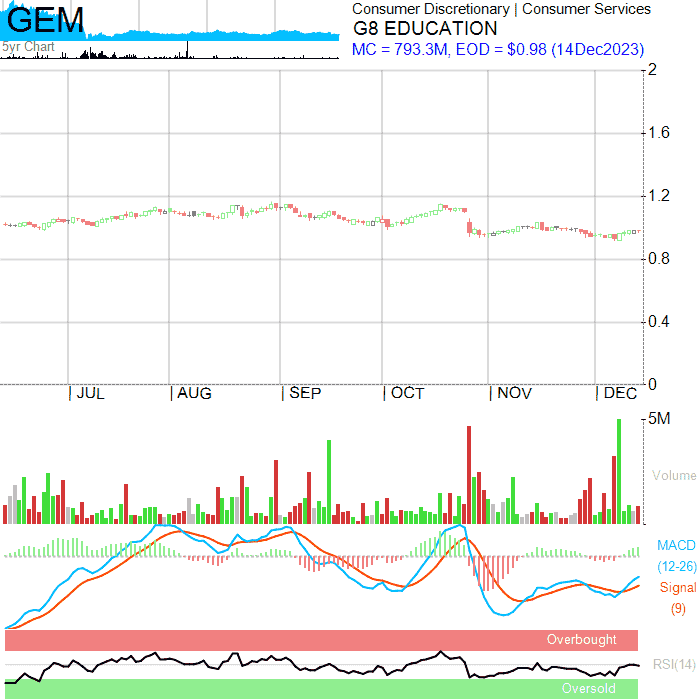 GEM
5yr Chart
Consumer Discretionary | Consumer Services
G8 EDUCATION
MC = 793.3M, EOD = $0.98 (14Dec2023)
2
1.6
1.2
0.8
0.4
0
| JUL | AUG | SEP | OCT | NOV | DEC
5M
Volume
MACD
(12-26)
Signal
(9)
Overbought
RSI(14)
Oversold